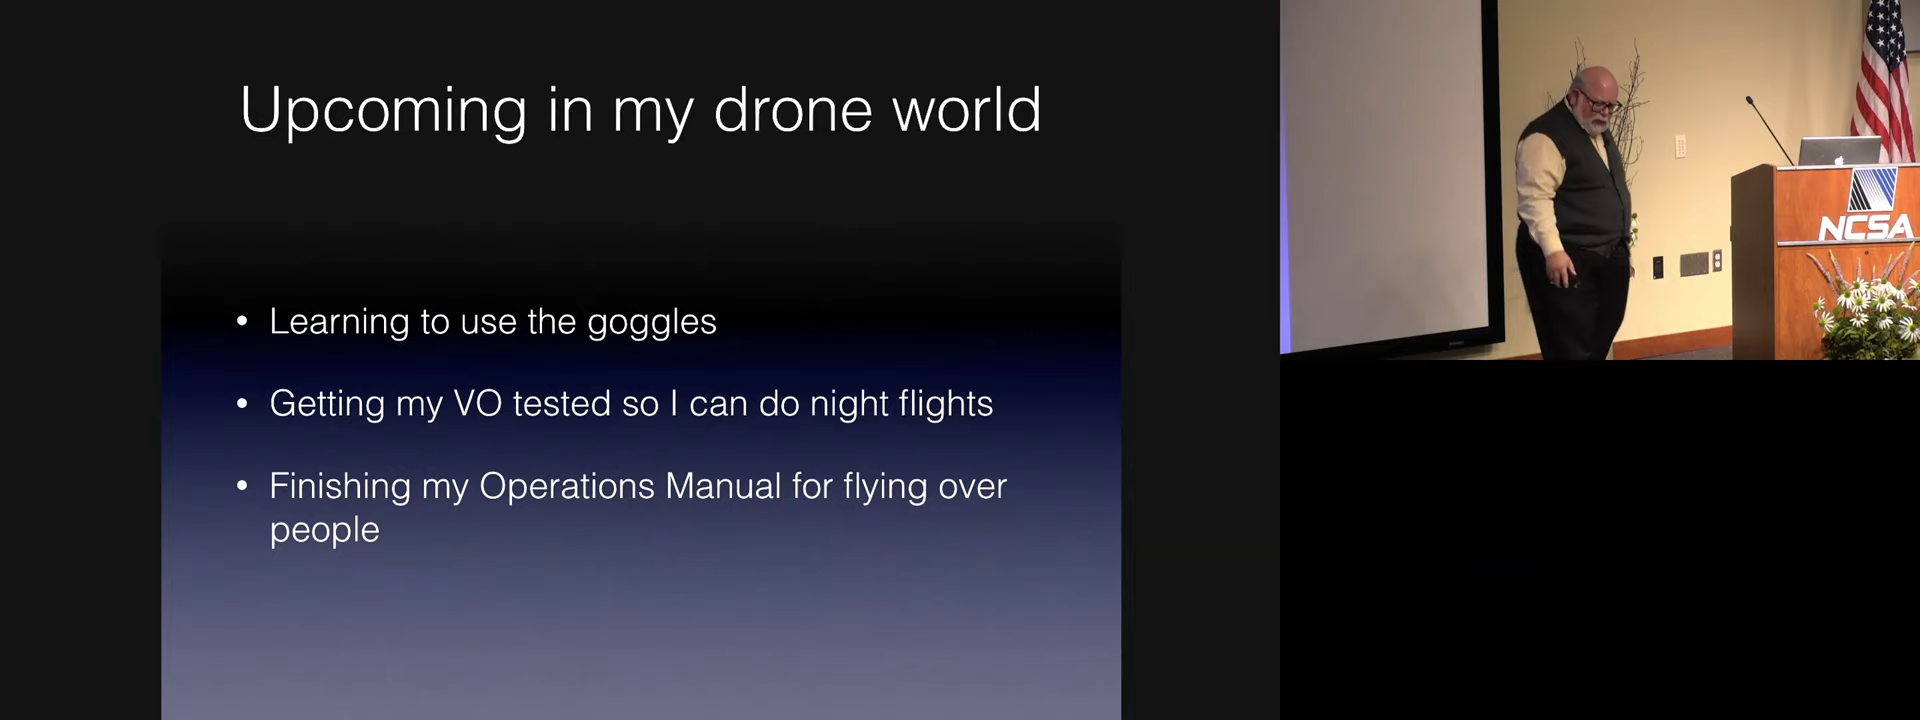 Upcoming in my drone world
• Learning to use the goggles
• Getting my VO tested so I can do night flights
• Finishing my Operations Manual for flying over
people
NCSA